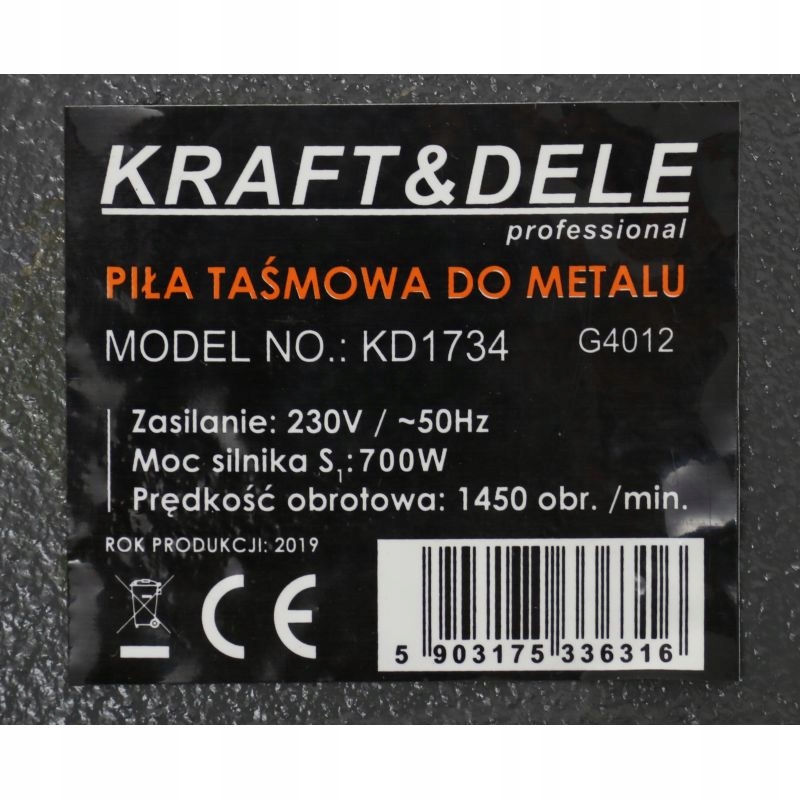 KRAFT&DELE
professional
PIŁA TAŚMOWA DO METALU
MODEL NO.: KD1734 G4012
Zasilanie: 230V / ~50Hz
Moc silnika S₁: 700W
Prędkość obrotowa: 1450 obr. /min.
ROK PRODUKCJI: 2019
CE
5 903175 336316